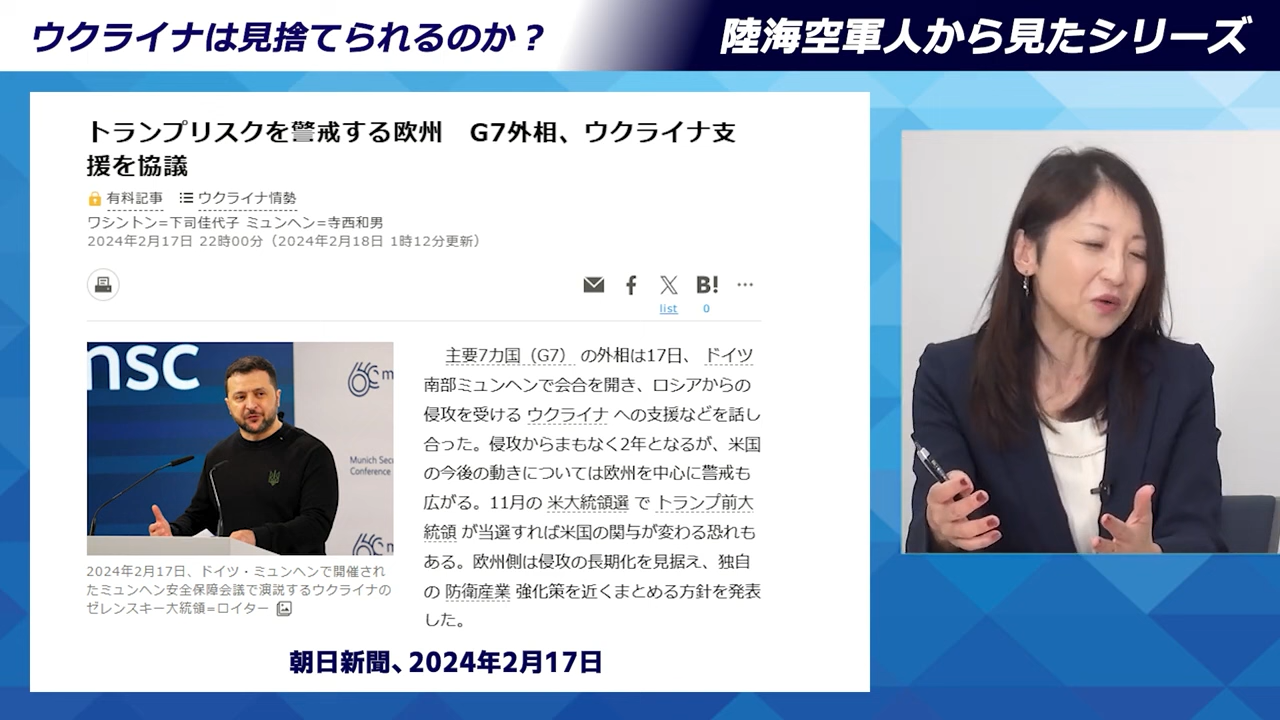 ウクライナは見捨てられるのか？
陸海空軍人から見たシリーズ
トランプリスクを警戒する欧州　G7外相、ウクライナ支
援を協議
有料記事 ウクライナ情勢
ワシントン=下司佳代子 ミュンヘン=寺西和男
2024年2月17日 22時00分（2024年2月18日 1時12分更新）
B!
list 0
msc
Munich Secu
Conference
2024年2月17日、ドイツ・ミュンヘンで開催され
たミュンヘン安全保障会議で演説するウクライナの
ゼレンスキー大統領=ロイター
主要7カ国（G7）の外相は17日、ドイツ
南部ミュンヘンで会合を開き、ロシアからの
侵攻を受けるウクライナへの支援などを話し
合った。侵攻からまもなく2年となるが、米国
の今後の動きについては欧州を中心に警戒も
広がる。11月の米大統領選でトランプ前大
統領が当選すれば米国の関与が変わる恐れも
ある。欧州側は侵攻の長期化を見据え、独自
の防衛産業強化策を近くまとめる方針を発表
した。
朝日新聞、2024年2月17日